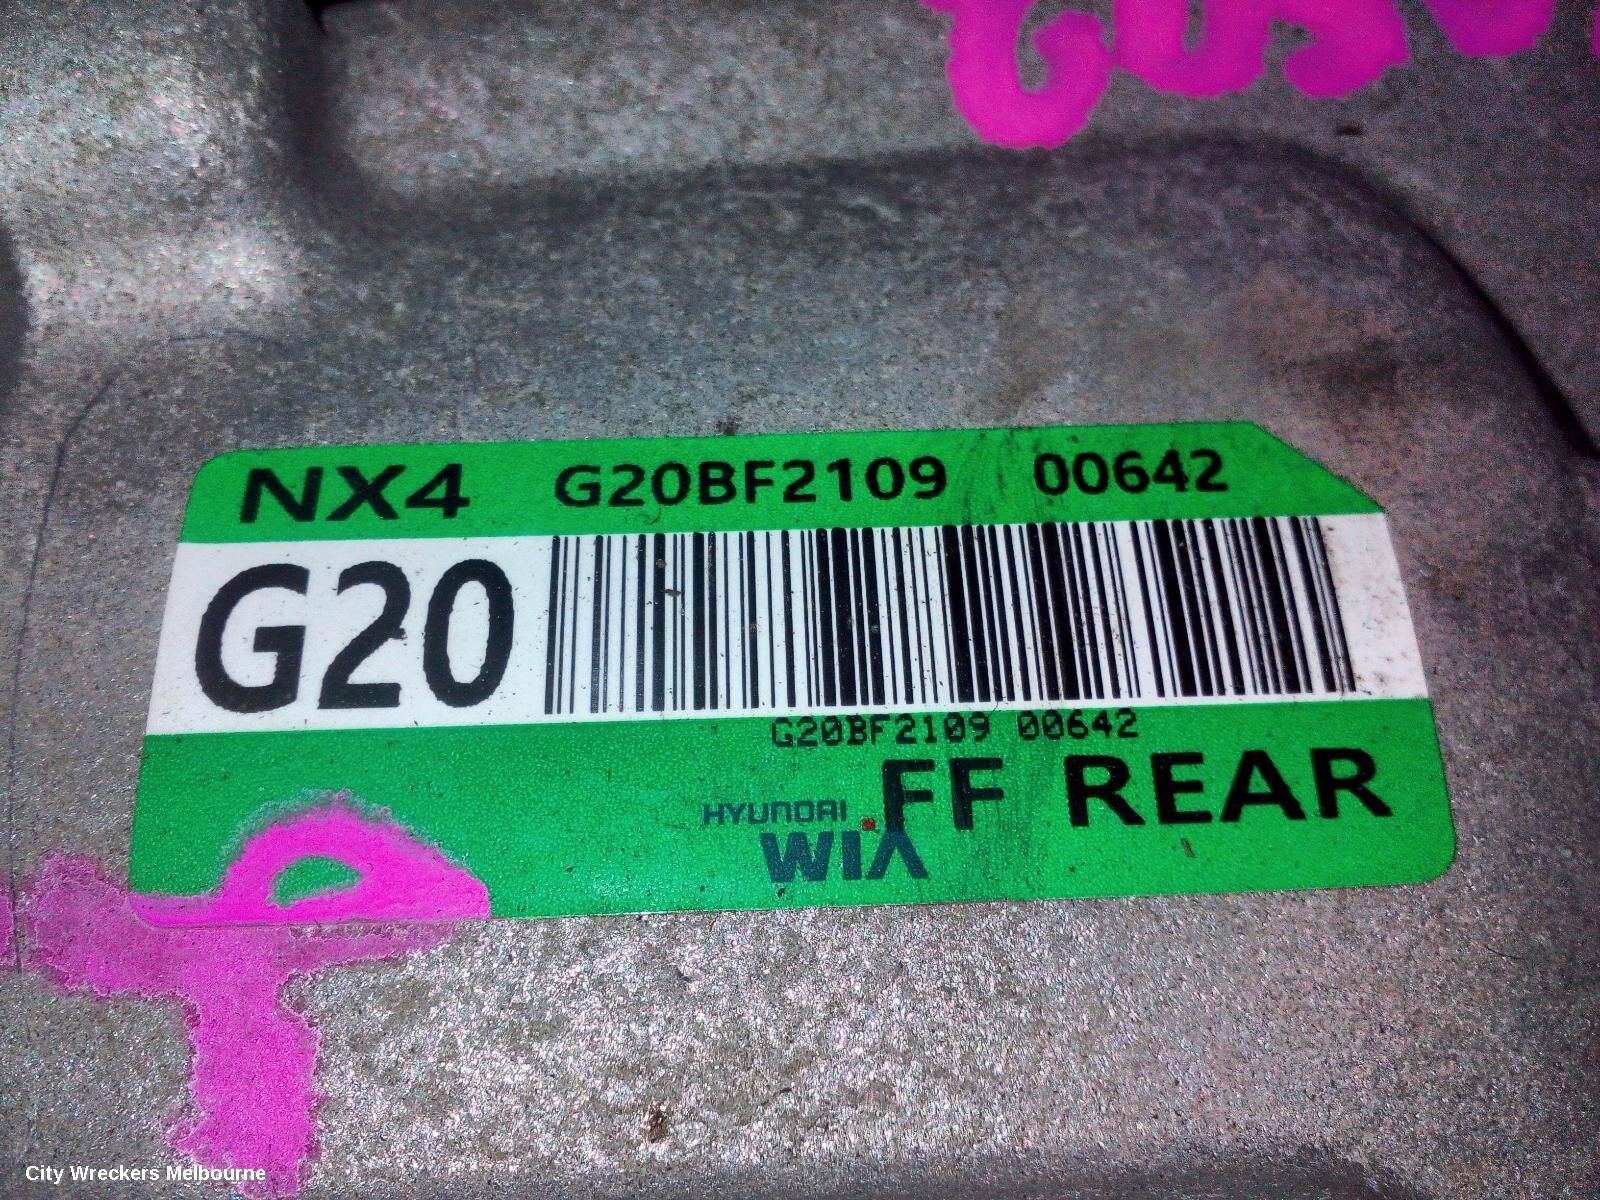 NX4 G20BF2109 00642
G20
G20BF2109 00642
FF REAR
HYUNDAI
WIA
City Wreckers Melbourne